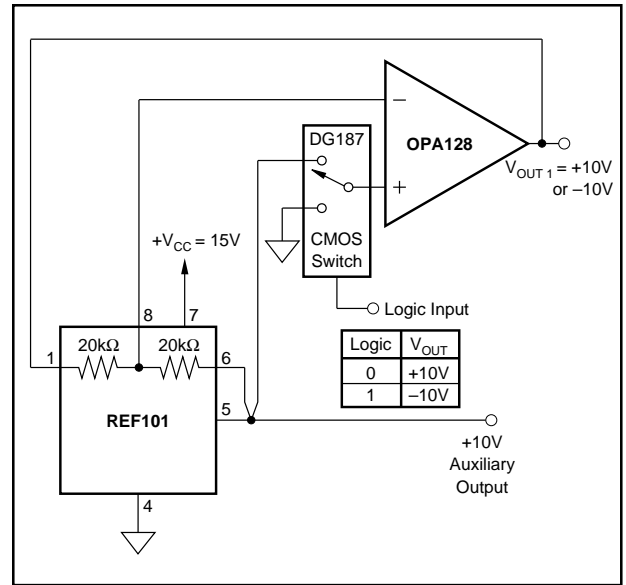 DG187
–
+
OPA128
V_OUT 1 = +10V
or –10V
CMOS
Switch
+V_CC = 15V
Logic Input
8
7
20kΩ
20kΩ
1
6
5
REF101
4
Logic V_OUT
0 +10V
1 –10V
+10V
Auxiliary
Output